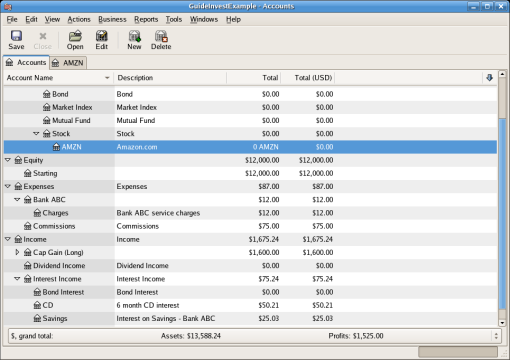 GuideInvestExample - Accounts
File Edit View Actions Business Reports Tools Windows Help
Save Close Open Edit New Delete
Accounts AMZN
Account Name Description Total Total (USD)
Bond Bond $0.00 $0.00
Market Index Market Index $0.00 $0.00
Mutual Fund Mutual Fund $0.00 $0.00
Stock Stock $0.00 $0.00
AMZN Amazon.com 0 AMZN $0.00
Equity $12,000.00 $12,000.00
Starting $12,000.00 $12,000.00
Expenses Expenses $87.00 $87.00
Bank ABC $12.00 $12.00
Charges Bank ABC service charges $12.00 $12.00
Commissions $75.00 $75.00
Income Income $1,675.24 $1,675.24
Cap Gain (Long) $1,600.00 $1,600.00
Dividend Income Dividend Income $0.00 $0.00
Interest Income Interest Income $75.24 $75.24
Bond Interest Bond Interest $0.00 $0.00
CD 6 month CD interest $50.21 $50.21
Savings Interest on Savings - Bank ABC $25.03 $25.03
$, grand total: Assets: $13,588.24 Profits: $1,525.00